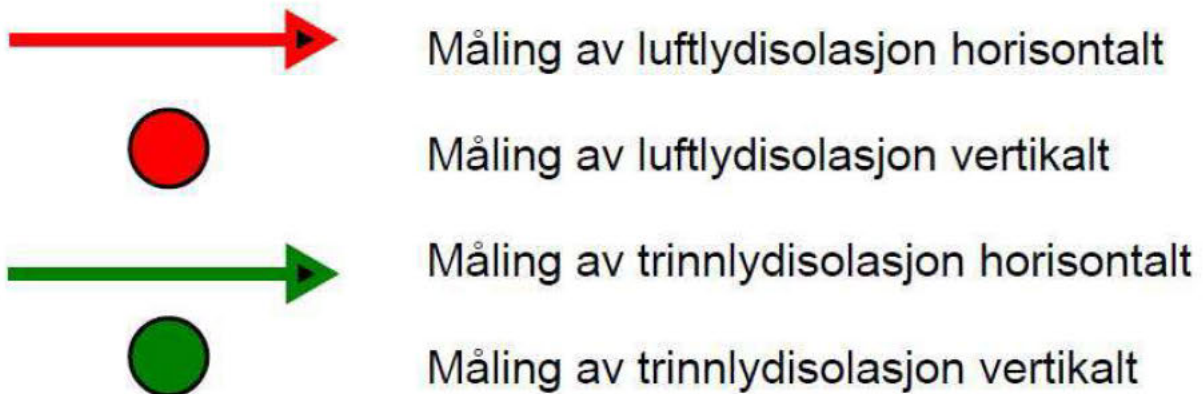 Måling av luftlydisolasjon horisontalt
Måling av luftlydisolasjon vertikalt
Måling av trinnlydisolasjon horisontalt
Måling av trinnlydisolasjon vertikalt